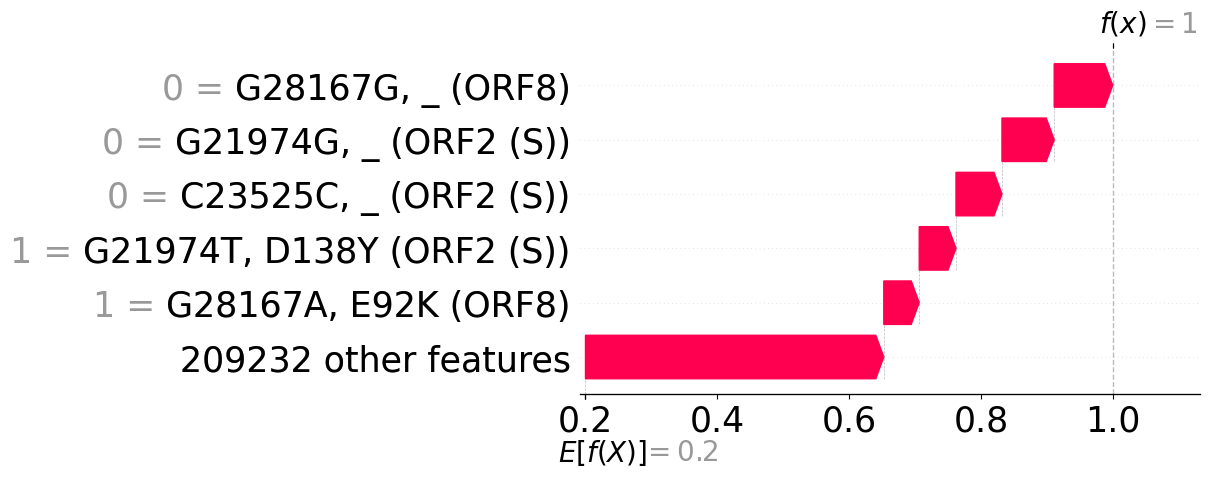 f(x) = 1
0 = G28167G, _ (ORF8)
0 = G21974G, _ (ORF2 (S))
0 = C23525C, _ (ORF2 (S))
1 = G21974T, D138Y (ORF2 (S))
1 = G28167A, E92K (ORF8)
209232 other features
0.2 0.4 0.6 0.8 1.0
E[f(X)] = 0.2